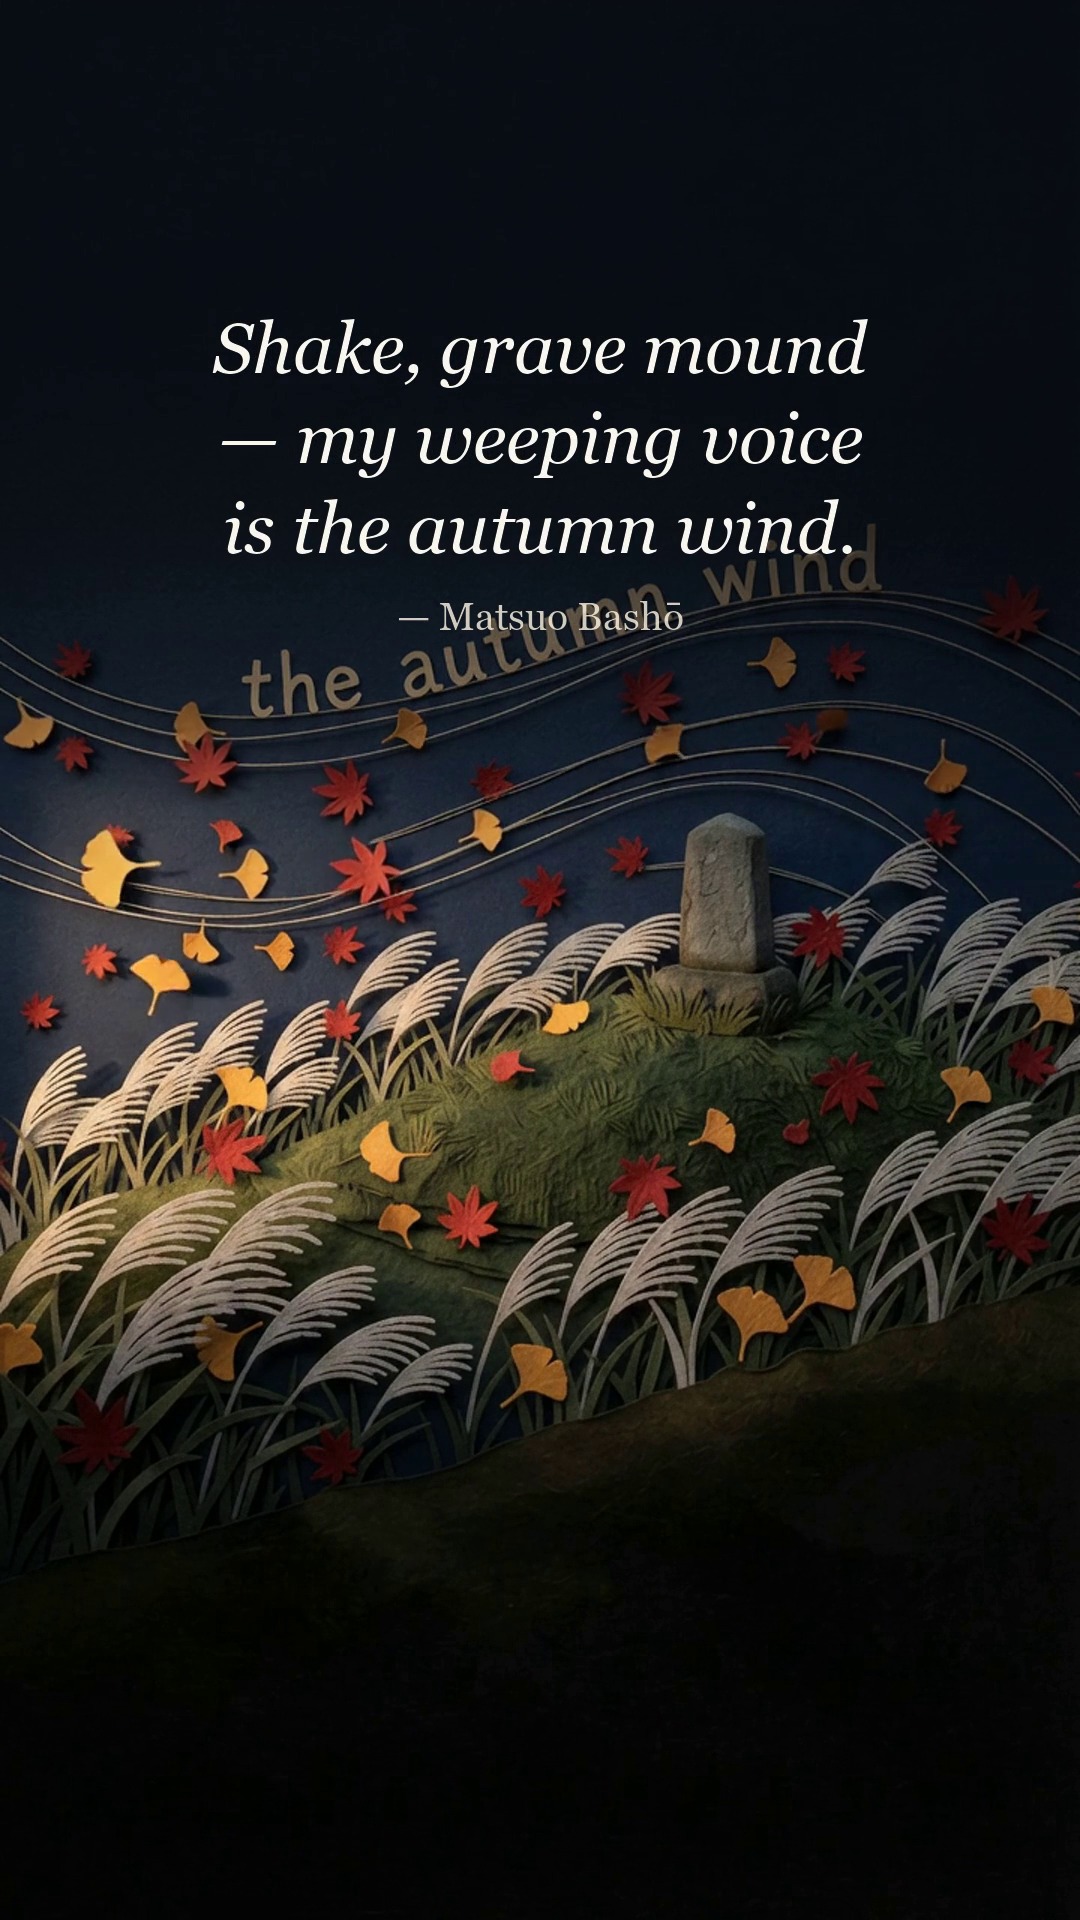 Shake, grave mound
— my weeping voice
is the autumn wind.
— Matsuo Bashō
the autumn wind